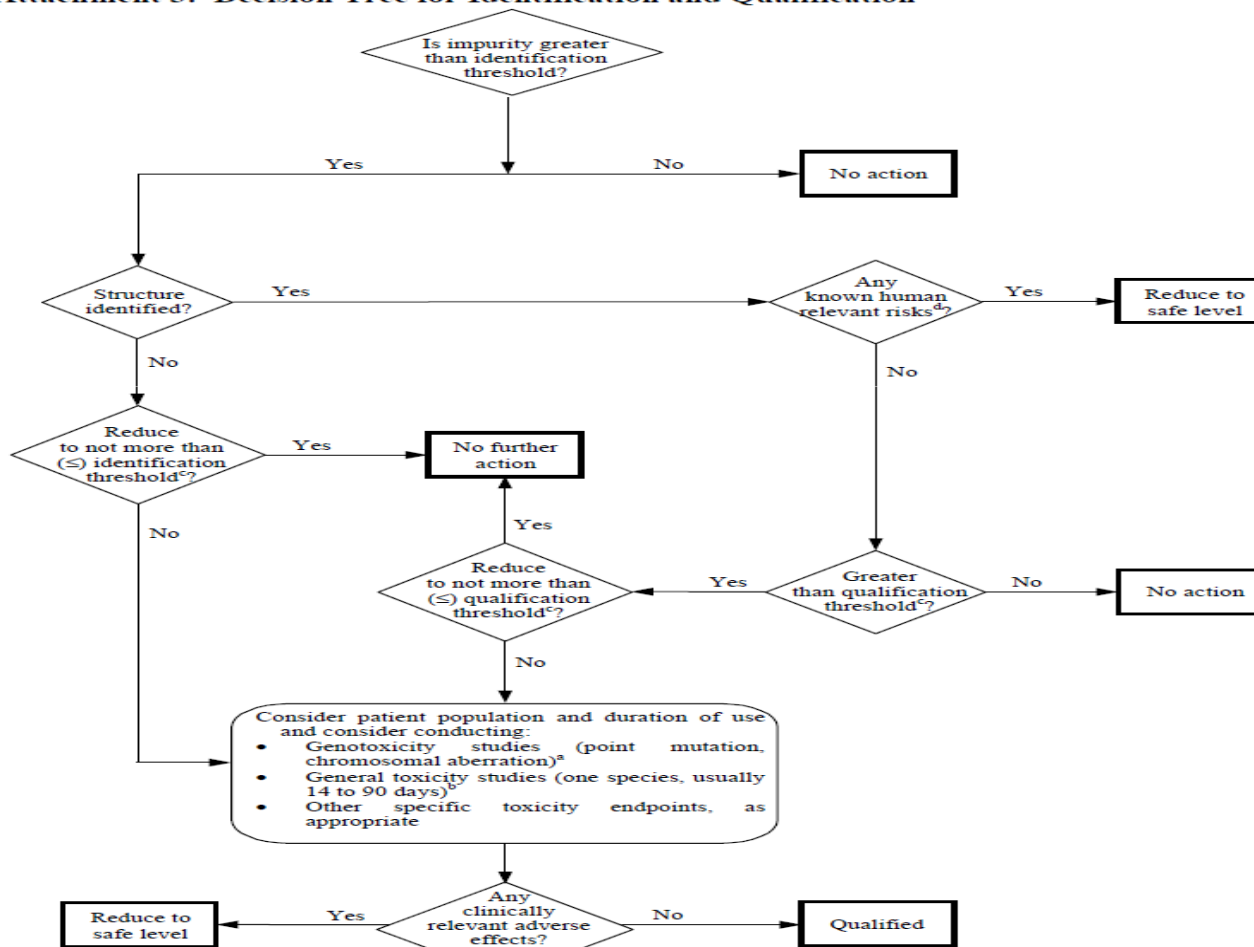 Attachment 3: Decision Tree for Identification and Qualification
Is impurity greater
than identification
threshold?
Yes
No
No action
Structure
identified?
Yes
Any
known human
relevant risksᵈ?
Yes
Reduce to
safe level
No
No
Reduce
to not more than
(≤) identification
thresholdᶜ?
Yes
No further
action
No
Yes
Reduce
to not more than
(≤) qualification
thresholdᶜ?
Yes
Greater
than qualification
thresholdᶜ?
No
No action
No
Consider patient population and duration of use
and consider conducting:
• Genotoxicity studies (point mutation,
chromosomal aberration)ᵃ
• General toxicity studies (one species, usually
14 to 90 days)ᵇ
• Other specific toxicity endpoints, as
appropriate
Reduce to
safe level
Yes
Any
clinically
relevant adverse
effects?
No
Qualified